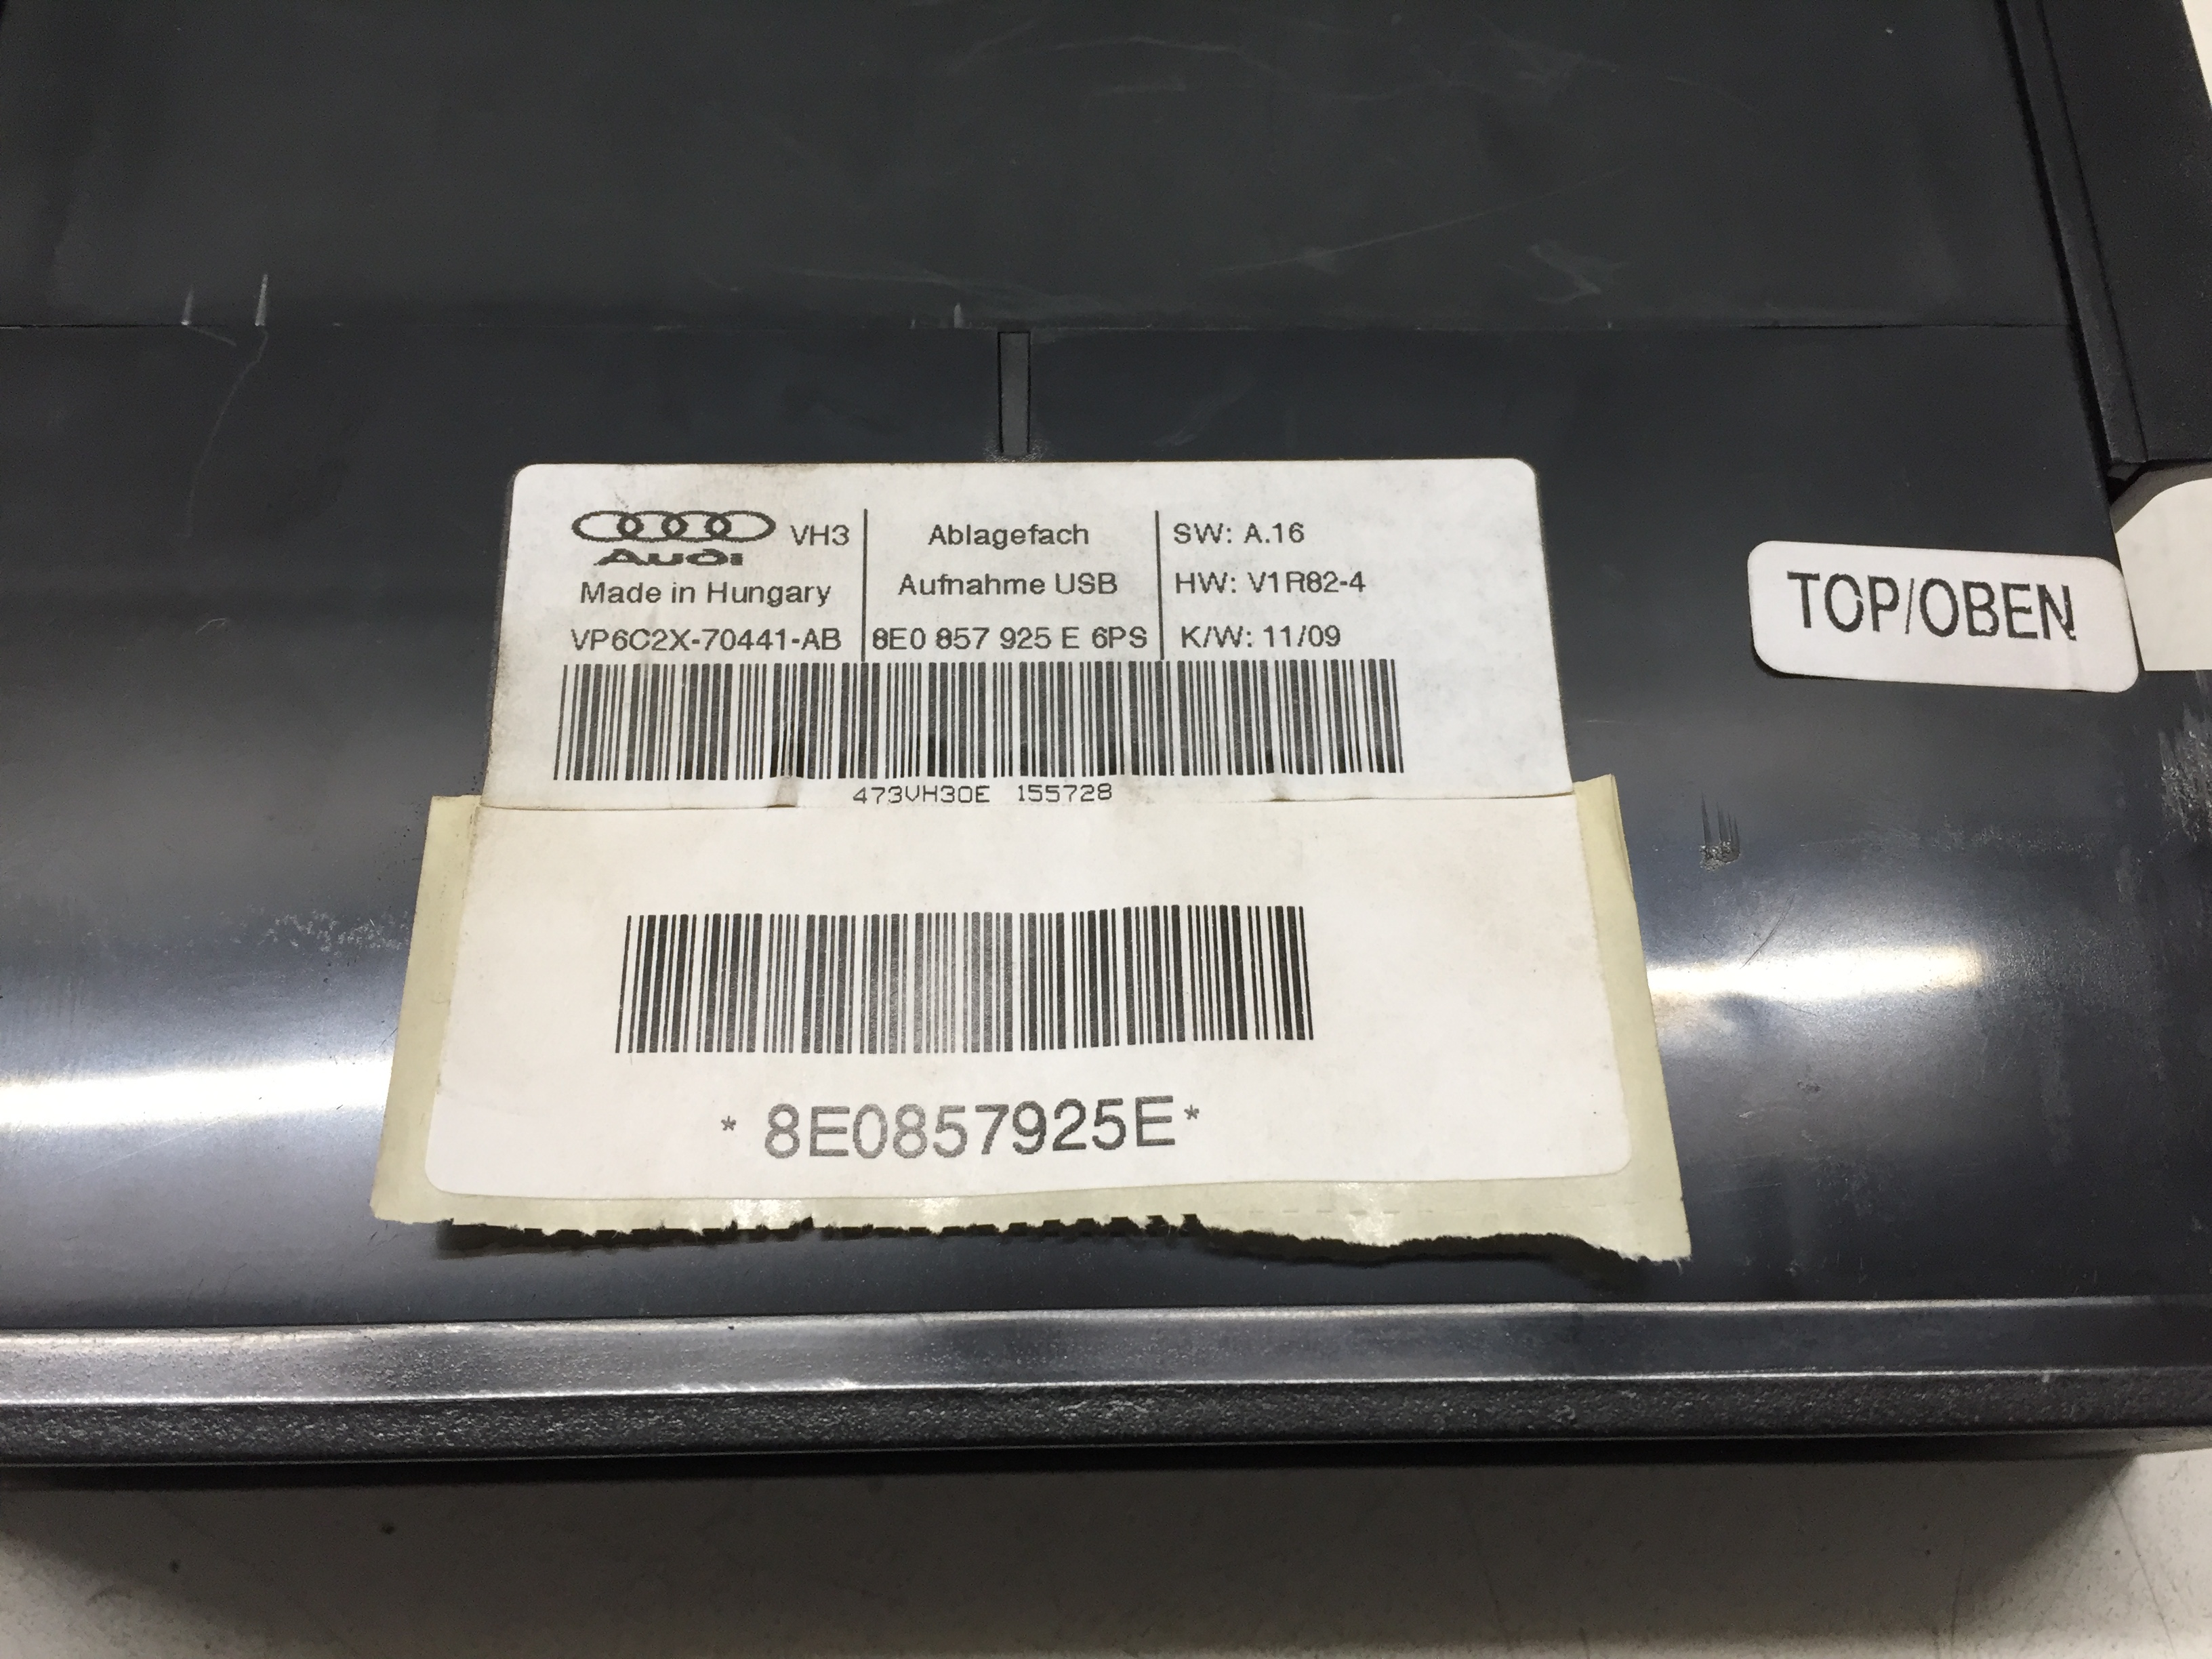 Audi VH3
Made in Hungary
VP6C2X-70441-AB
Ablagefach
Aufnahme USB
8E0 857 925 E 6PS
SW: A.16
HW: V1R82-4
K/W: 11/09
473VH30E 155728
* 8E0857925E*
TOP/OBEN